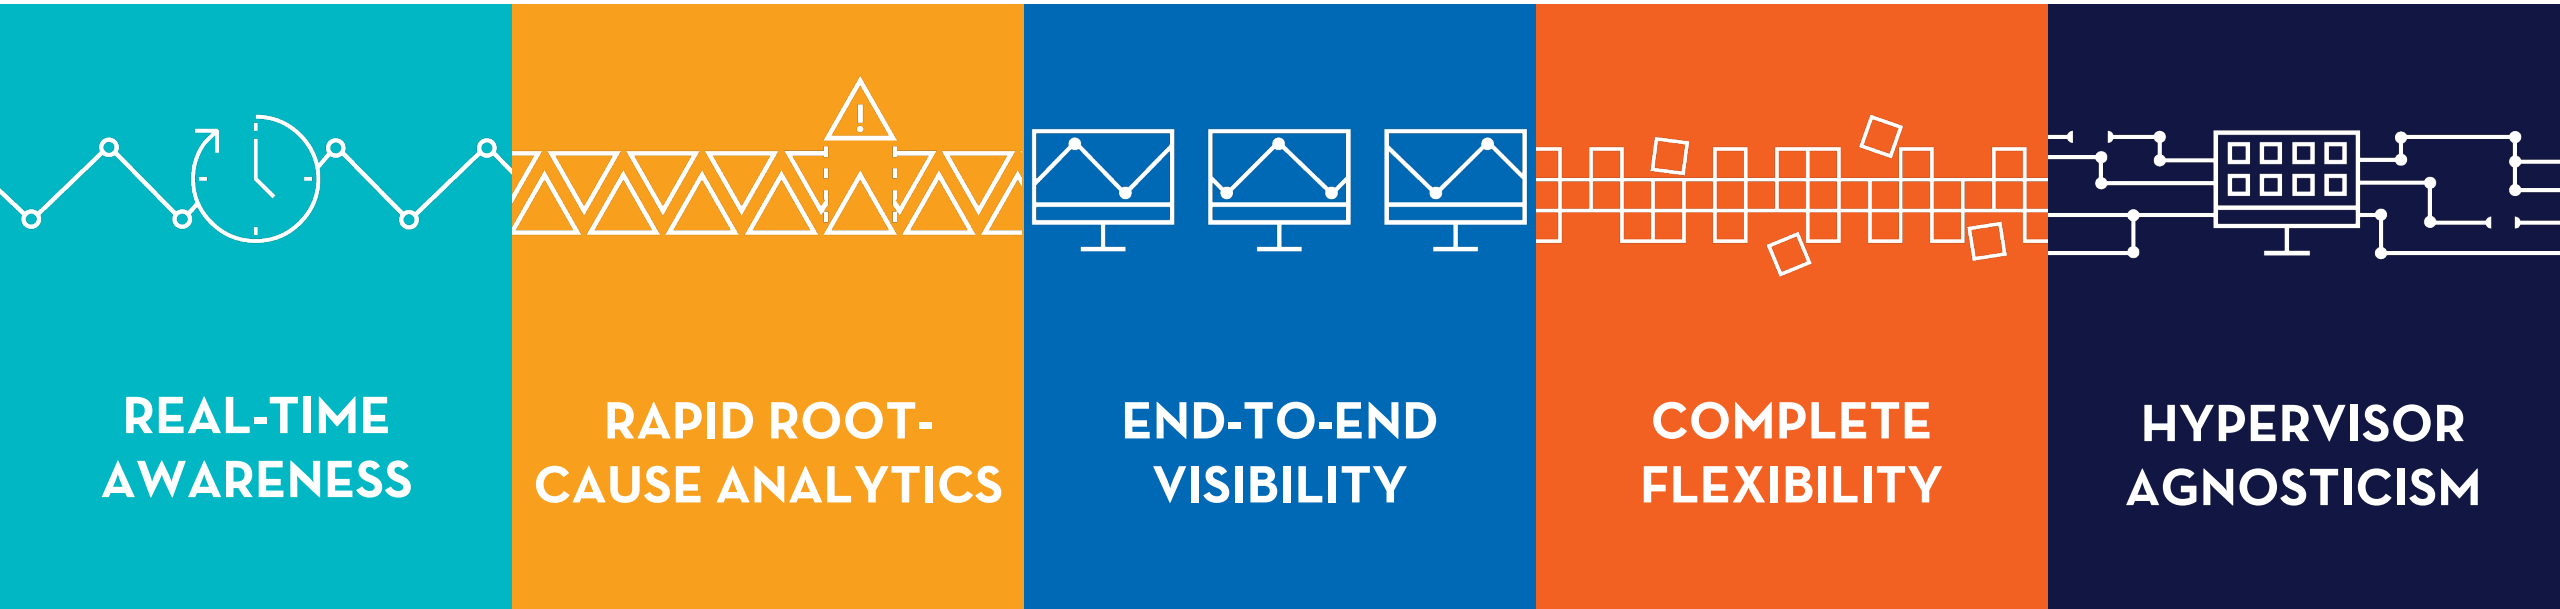 REAL-TIME
AWARENESS
RAPID ROOT-
CAUSE ANALYTICS
END-TO-END
VISIBILITY
COMPLETE
FLEXIBILITY
HYPERVISOR
AGNOSTICISM